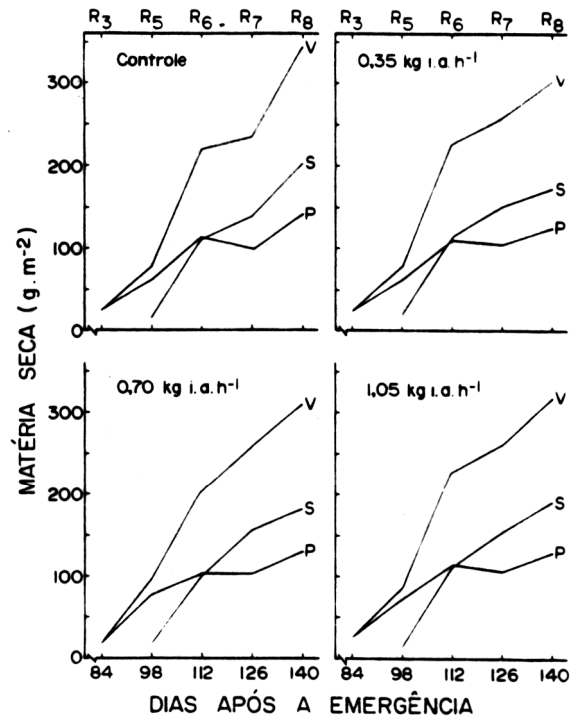 R3 R5 R6 R7 R8 R3 R5 R6 R7 R8
Controle
0,35 kg i.a. h-1
V
S
P
V
S
P
300
200
100
0
0,70 kg i.a. h-1
1,05 kg i.a. h-1
V
S
P
V
S
P
300
200
100
0
MATÉRIA SECA (g.m-2)
84 98 112 126 140 84 98 112 126 140
DIAS APÓS A EMERGÊNCIA